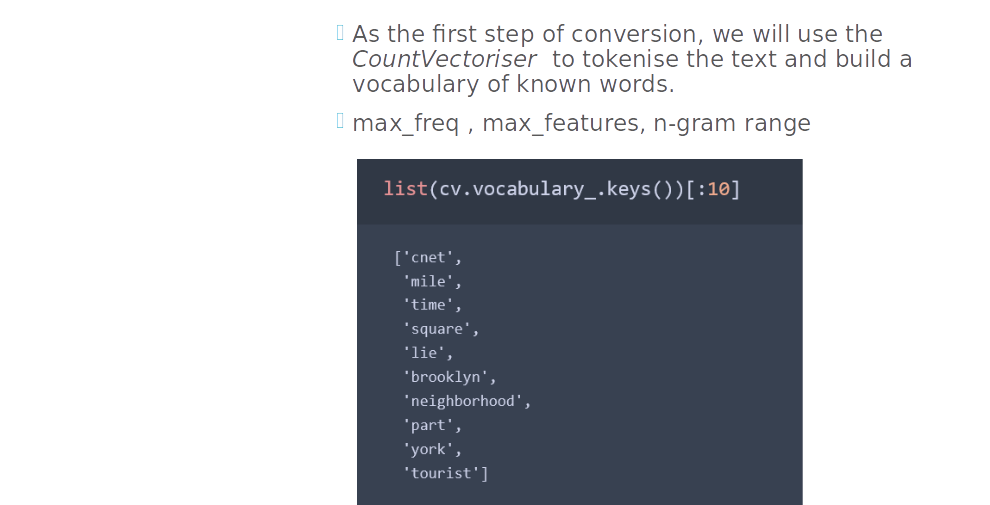 As the first step of conversion, we will use the
CountVectoriser  to tokenise the text and build a
vocabulary of known words.
max_freq , max_features, n-gram range
list(cv.vocabulary_.keys())[:10]
['cnet',
'mile',
'time',
'square',
'lie',
'brooklyn',
'neighborhood',
'part',
'york',
'tourist']